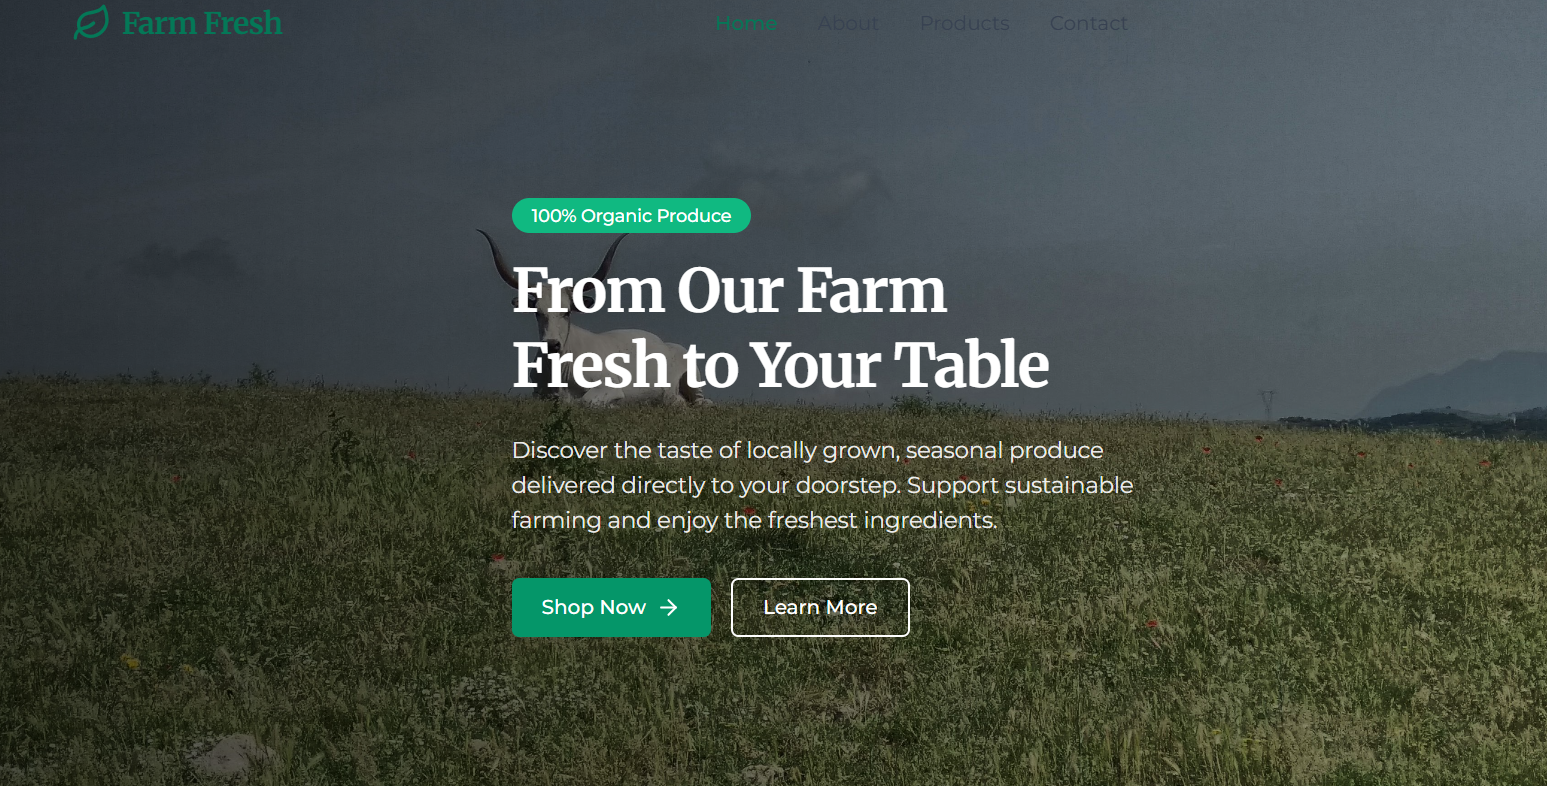 Farm Fresh
Home About Products Contact
100% Organic Produce
From Our Farm
Fresh to Your Table
Discover the taste of locally grown, seasonal produce
delivered directly to your doorstep. Support sustainable
farming and enjoy the freshest ingredients.
Shop Now
Learn More